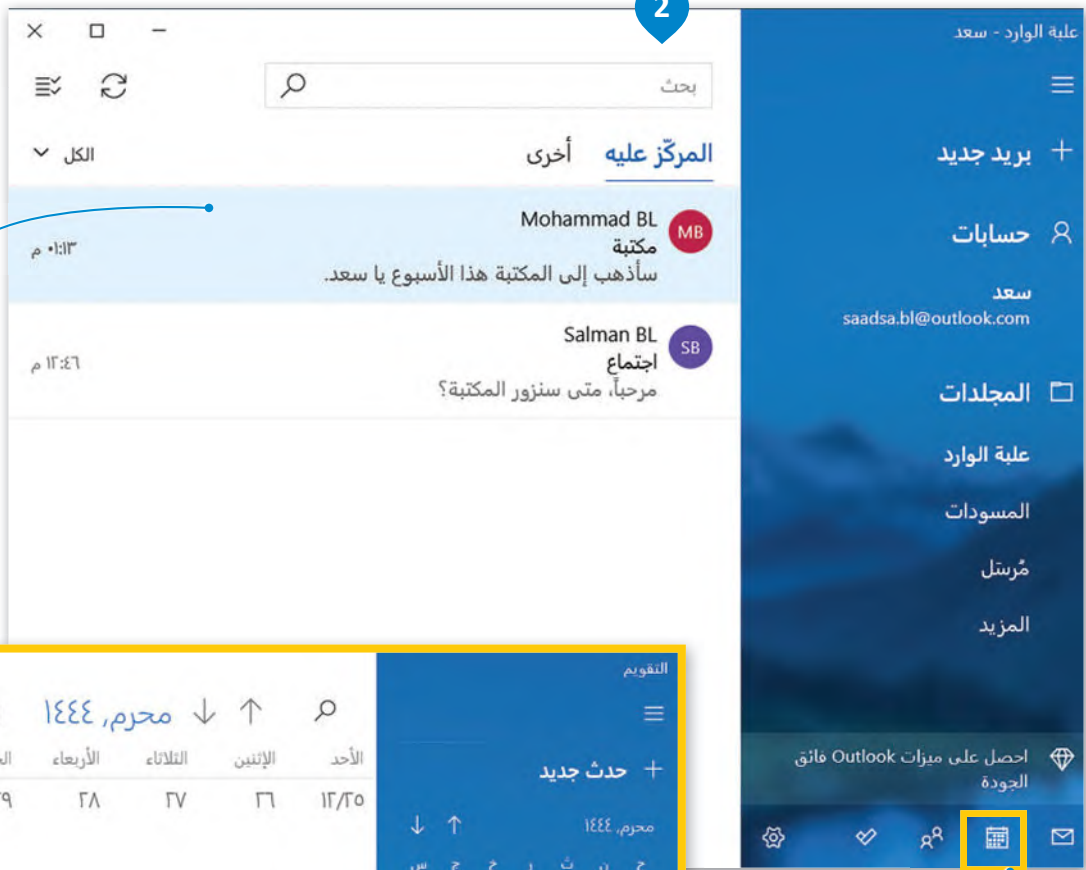 2
علبة الوارد - سعد
بريد جديد
حسابات
سعد
saadsa.bl@outlook.com
المجلدات
علبة الوارد
المسودات
مُرسَل
المزيد
احصل على ميزات Outlook فائق
الجودة
بحث
المركّز عليه أخرى الكل
MB
Mohammad BL
مكتبة ٠١:١٣ م
سأذهب إلى المكتبة هذا الأسبوع يا سعد.
SB
Salman BL
اجتماع ١٢:٤٦ م
مرحباً، متى سنزور المكتبة؟
التقويم
حدث جديد
محرم, ١٤٤٤
ح ن ث ر خ ج س
محرم, ١٤٤٤
الأحد الإثنين الثلاثاء الأربعاء
١٢/٢٥ ٢٦ ٢٧ ٢٨